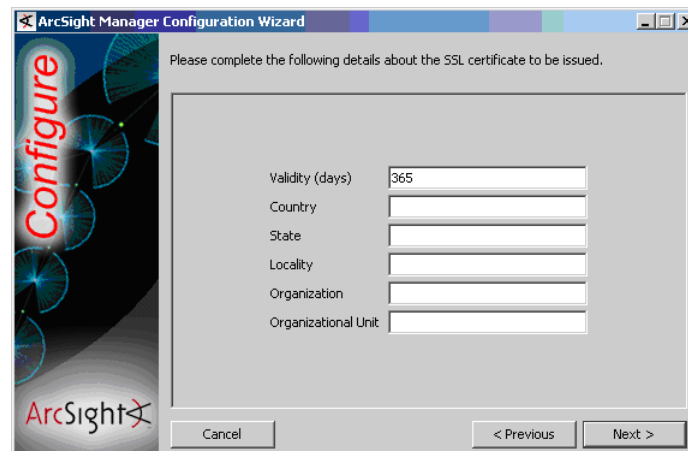 ArcSight Manager Configuration Wizard
Configure
Please complete the following details about the SSL certificate to be issued.
Validity (days) 365
Country
State
Locality
Organization
Organizational Unit
ArcSight
Cancel
< Previous
Next >